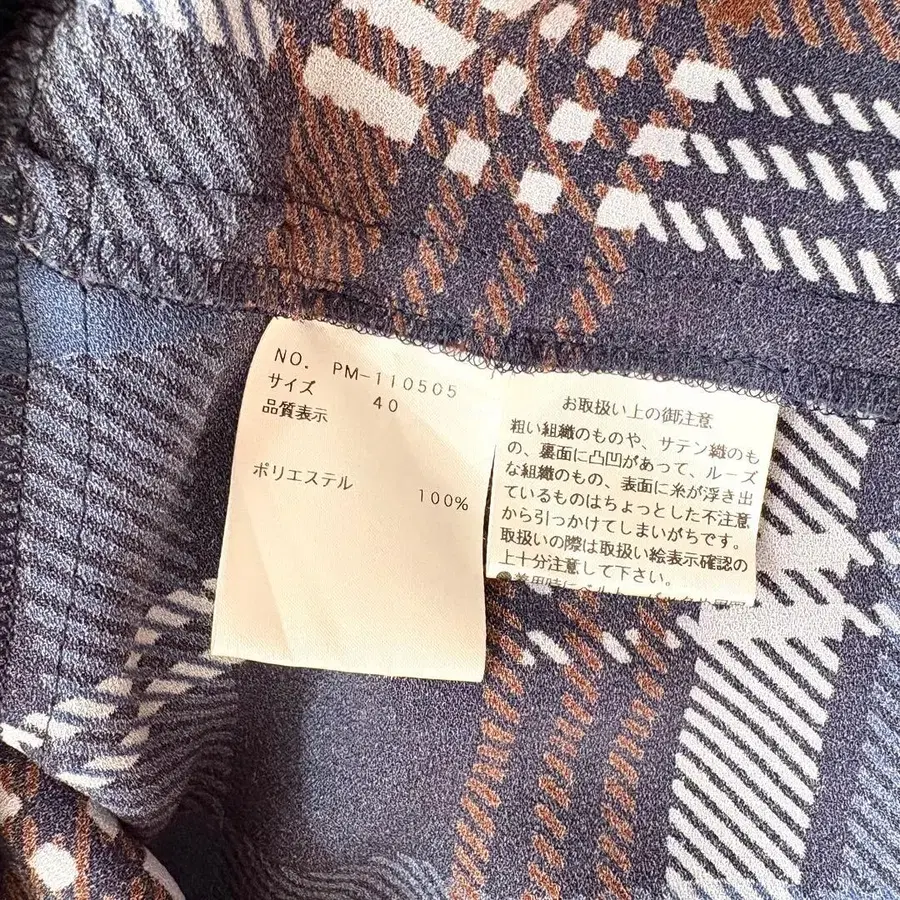 NO. PM-110505
サイズ 40
品質表示
ポリエステル 100%
お取扱い上の御注意
粗い組織のものや、サテン織のも
の、裏面に凸凹があって、ルーズ
な組織のもの、表面に糸が浮き出
ているものはちょっとした不注意
から引っかけてしまいがちです。
取扱いの際は取扱い絵表示確認の
上十分注意して下さい。
●着用時に